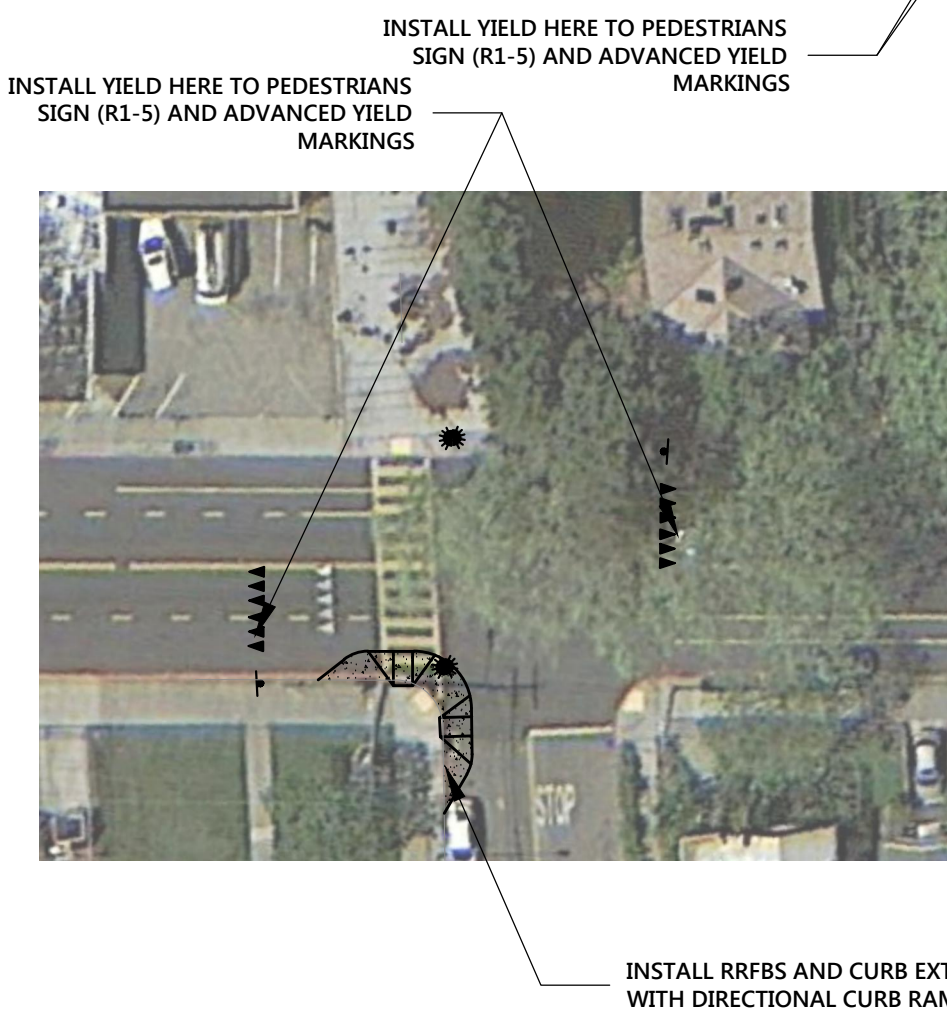 INSTALL YIELD HERE TO PEDESTRIANS
SIGN (R1-5) AND ADVANCED YIELD
MARKINGS
INSTALL YIELD HERE TO PEDESTRIANS
SIGN (R1-5) AND ADVANCED YIELD
MARKINGS
STOP
INSTALL RRFBS AND CURB EXT
WITH DIRECTIONAL CURB RAM